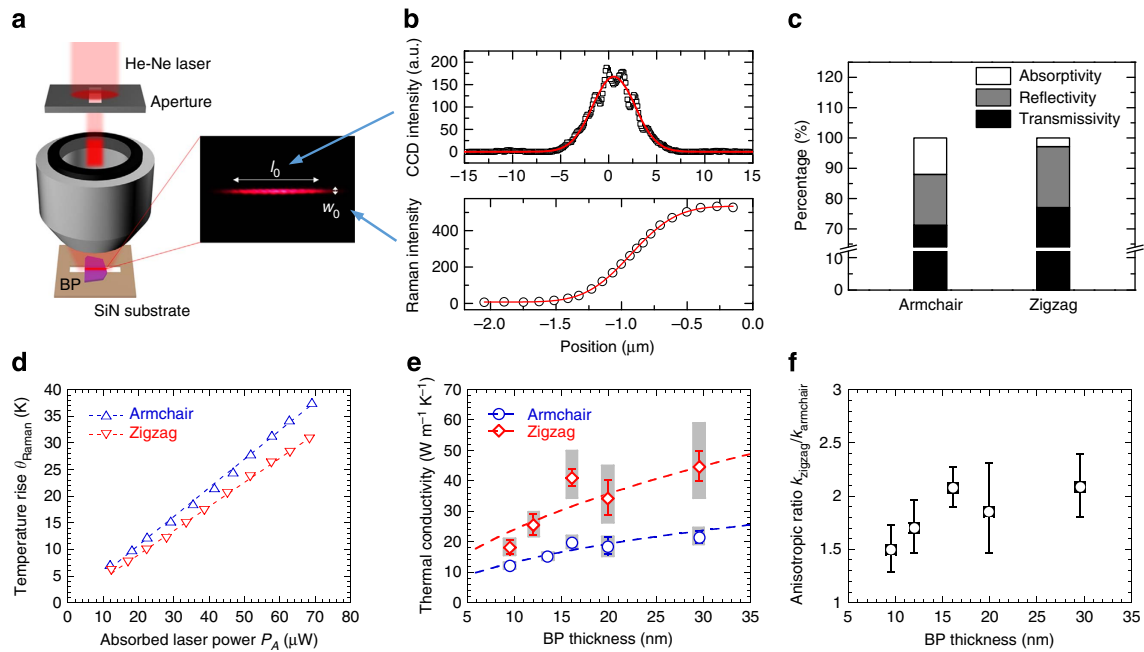 a
He-Ne laser
Aperture
l0
w0
BP
SiN substrate
b
CCD intensity (a.u.)
200
175
150
125
100
75
50
25
0
−15 −10 −5 0 5 10 15
Raman intensity
400
200
0
−2.0 −1.5 −1.0 −0.5 0.0
Position (μm)
c
Percentage (%)
120
110
100
90
80
70
10
0
Absorptivity
Reflectivity
Transmissivity
Armchair Zigzag
d
Temperature rise θRaman (K)
40
35
30
25
20
15
10
5
0
Armchair
Zigzag
0 10 20 30 40 50 60 70 80
Absorbed laser power PA (μW)
e
Thermal conductivity (W m−1 K−1)
70
60
50
40
30
20
10
0
Armchair
Zigzag
5 10 15 20 25 30 35
BP thickness (nm)
f
Anisotropic ratio kzigzag/karmchair
3
2.5
2
1.5
1
5 10 15 20 25 30 35
BP thickness (nm)